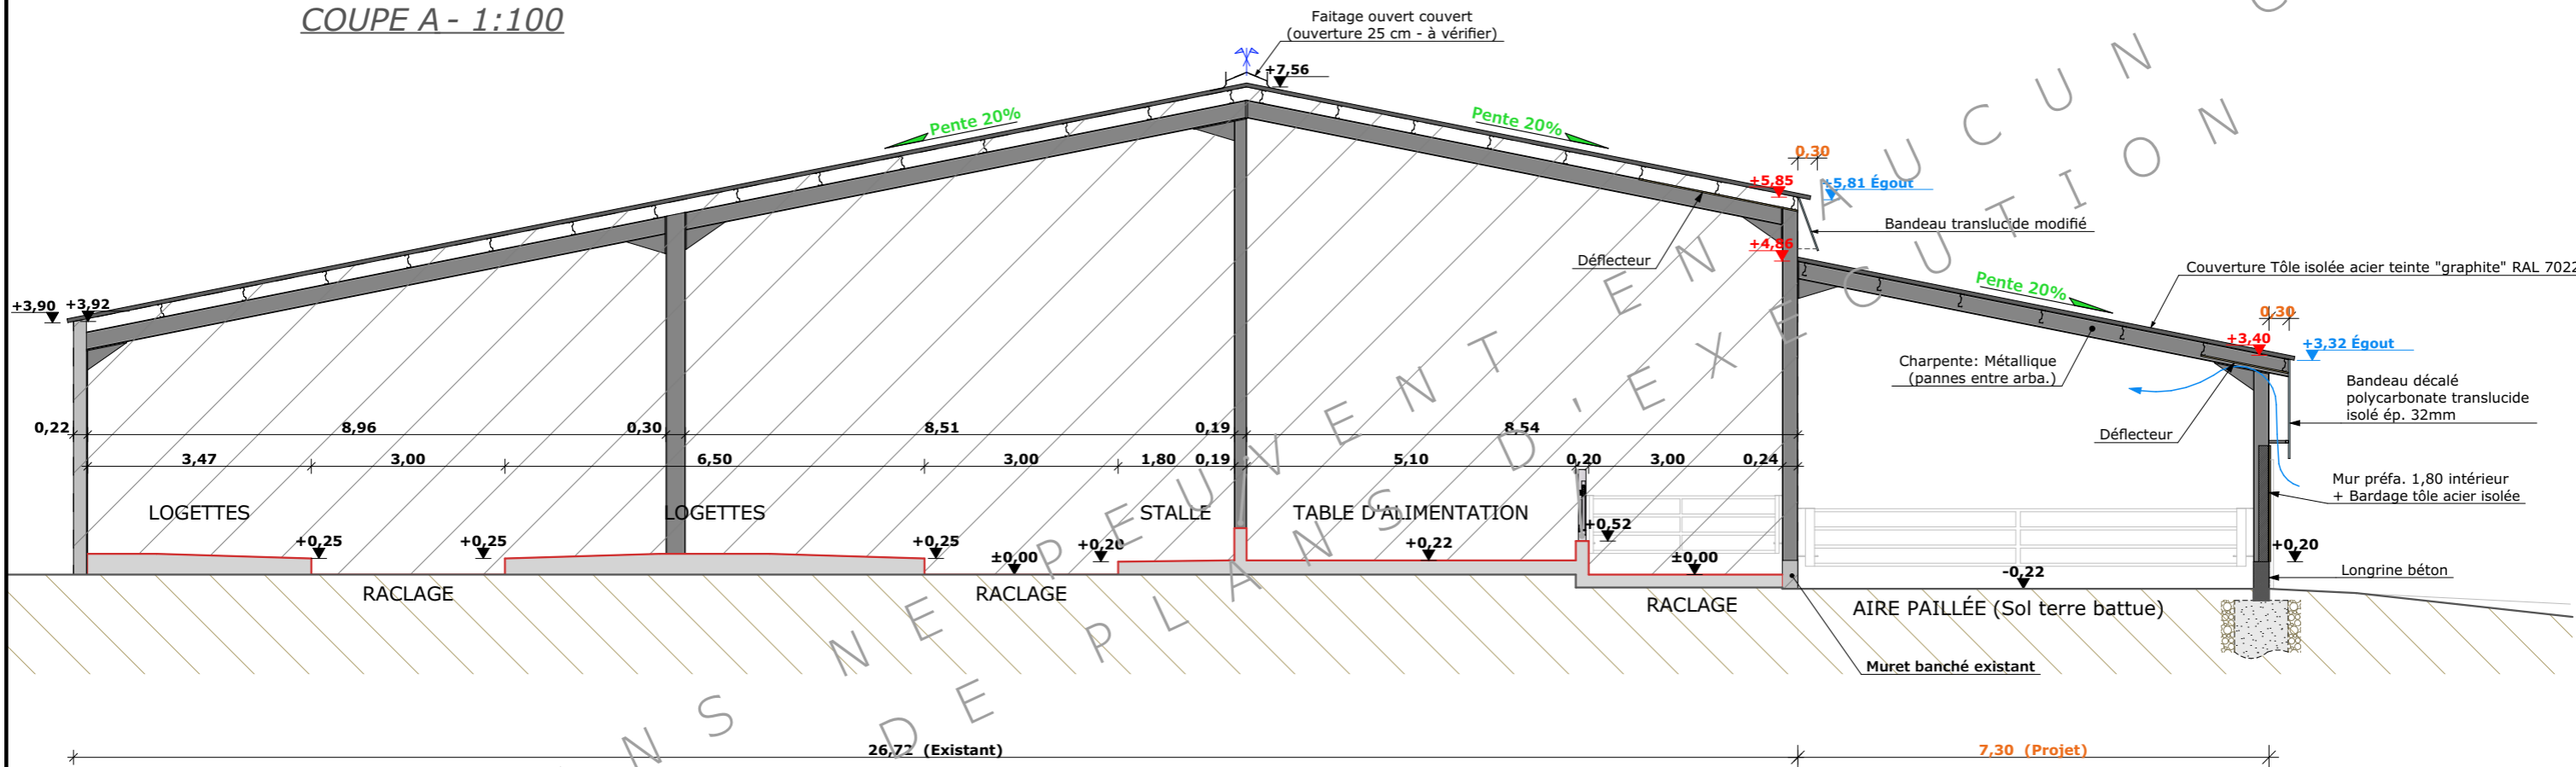 COUPE A - 1:100
Faitage ouvert couvert
(ouverture 25 cm - à vérifier)
+7,56
Pente 20%
Pente 20%
0,30
+5,85
+5,81 Égout
Bandeau translucide modifié
+4,86
Déflecteur
Couverture Tôle isolée acier teinte "graphite" RAL 7022
Pente 20%
+3,90
+3,92
0,30
+3,40
+3,32 Égout
Charpente: Métallique
(pannes entre arba.)
Bandeau décalé
polycarbonate translucide
isolé ép. 32mm
Déflecteur
0,22
8,96
0,30
8,51
0,19
8,54
3,47
3,00
6,50
3,00
1,80
0,19
5,10
0,20
3,00
0,24
Mur préfa. 1,80 intérieur
+ Bardage tôle acier isolée
LOGETTES
LOGETTES
STALLE
TABLE D'ALIMENTATION
+0,25
+0,25
+0,25
±0,00
+0,20
+0,22
+0,52
±0,00
-0,22
+0,20
Longrine béton
RACLAGE
RACLAGE
RACLAGE
AIRE PAILLÉE (Sol terre battue)
Muret banché existant
26,72 (Existant)
7,30 (Projet)
NS NE PEUVENT EN AUCUN C
DE PLANS D'EXECUTION